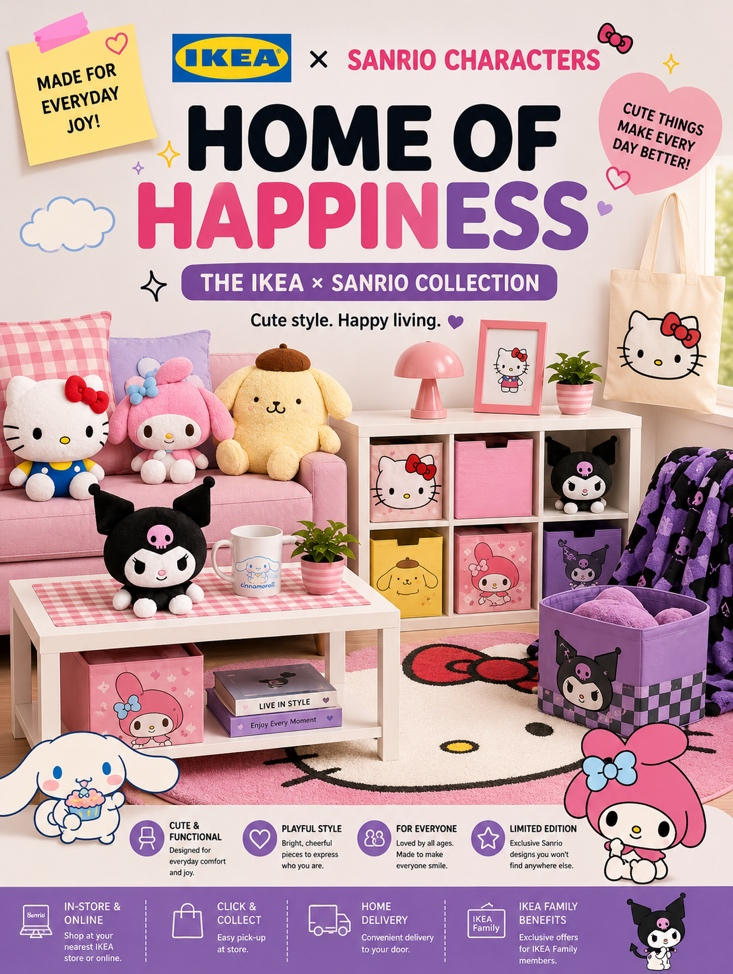 MADE FOR
EVERYDAY
JOY!
IKEA
×
SANRIO CHARACTERS
CUTE THINGS
MAKE EVERY
DAY BETTER!
HOME OF
HAPPINESS
THE IKEA × SANRIO COLLECTION
Cute style. Happy living.
cinnamoroll
LIVE IN STYLE
Enjoy Every Moment
CUTE &
FUNCTIONAL
Designed for
everyday comfort
and joy.
PLAYFUL STYLE
Bright, cheerful
pieces to express
who you are.
FOR EVERYONE
Loved by all ages.
Made to make
everyone smile.
LIMITED EDITION
Exclusive Sanrio
designs you won't
find anywhere else.
Sanrio
IN-STORE &
ONLINE
Shop at your
nearest IKEA
store or online.
CLICK &
COLLECT
Easy pick-up
at store.
HOME
DELIVERY
Convenient delivery
to your door.
IKEA
Family
IKEA FAMILY
BENEFITS
Exclusive offers
for IKEA Family
members.